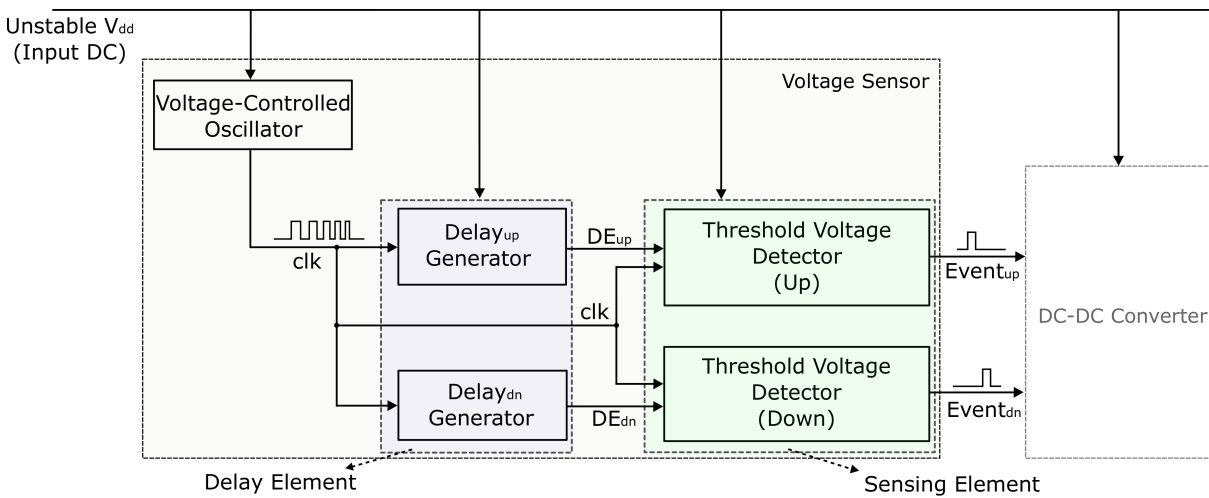 Unstable Vdd
(Input DC)
Voltage Sensor
Voltage-Controlled
Oscillator
clk
Delayup
Generator
DEup
Threshold Voltage
Detector
(Up)
Eventup
clk
DC-DC Converter
Delaydn
Generator
DEdn
Threshold Voltage
Detector
(Down)
Eventdn
Delay Element
Sensing Element